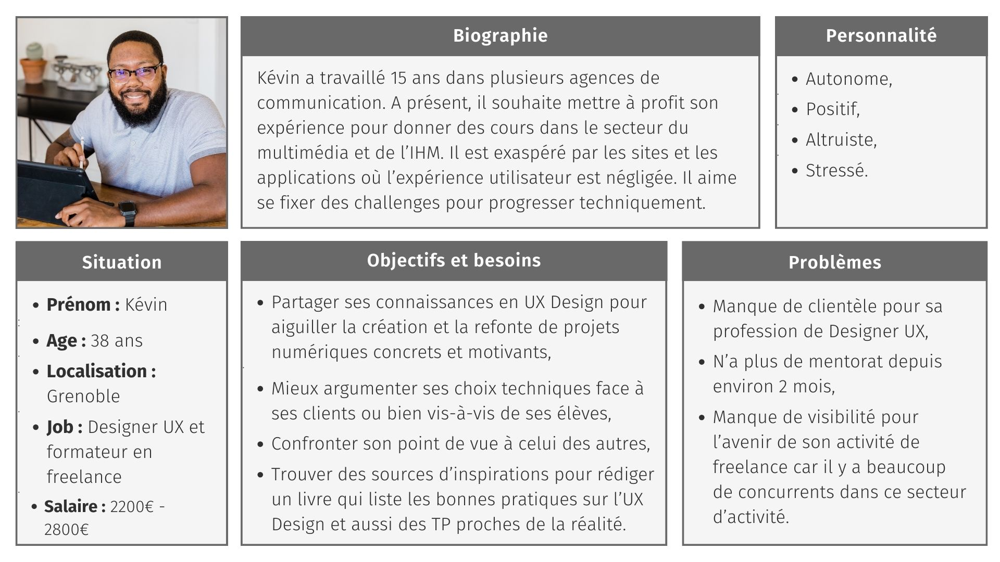 Biographie
Kévin a travaillé 15 ans dans plusieurs agences de
communication. A présent, il souhaite mettre à profit son
expérience pour donner des cours dans le secteur du
multimédia et de l’IHM. Il est exaspéré par les sites et les
applications où l’expérience utilisateur est négligée. Il aime
se fixer des challenges pour progresser techniquement.
Personnalité
• Autonome,
• Positif,
• Altruiste,
• Stressé.
Situation
• Prénom : Kévin
• Age : 38 ans
• Localisation :
Grenoble
• Job : Designer UX et
formateur en
freelance
• Salaire : 2200€ -
2800€
Objectifs et besoins
• Partager ses connaissances en UX Design pour
aiguiller la création et la refonte de projets
numériques concrets et motivants,
• Mieux argumenter ses choix techniques face à
ses clients ou bien vis-à-vis de ses élèves,
• Confronter son point de vue à celui des autres,
• Trouver des sources d’inspirations pour rédiger
un livre qui liste les bonnes pratiques sur l’UX
Design et aussi des TP proches de la réalité.
Problèmes
• Manque de clientèle pour sa
profession de Designer UX,
• N’a plus de mentorat depuis
environ 2 mois,
• Manque de visibilité pour
l’avenir de son activité de
freelance car il y a beaucoup
de concurrents dans ce secteur
d’activité.